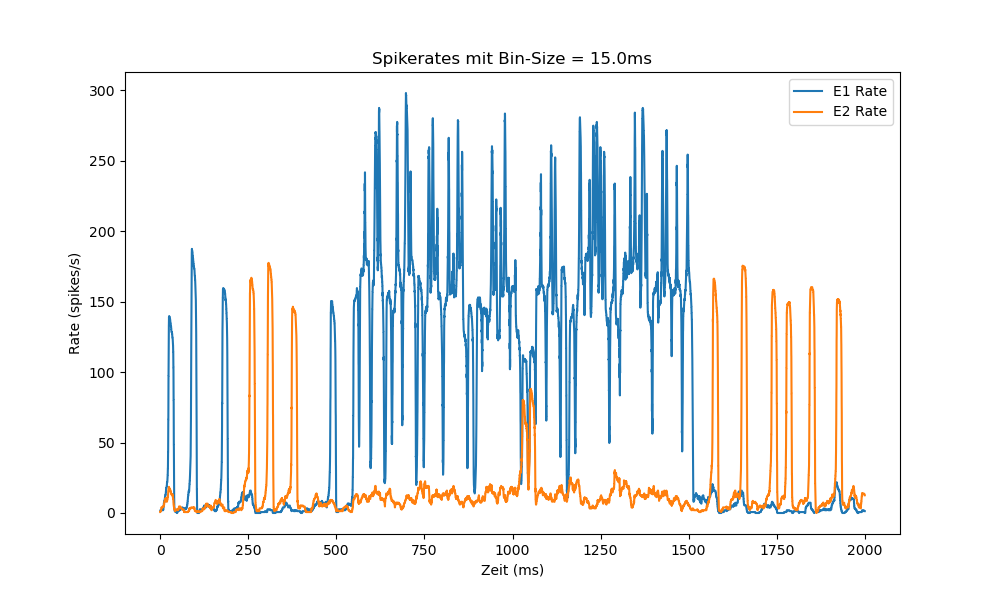 Spikerates mit Bin-Size = 15.0ms
E1 Rate
E2 Rate
300
250
200
150
100
50
0
Rate (spikes/s)
0 250 500 750 1000 1250 1500 1750 2000
Zeit (ms)